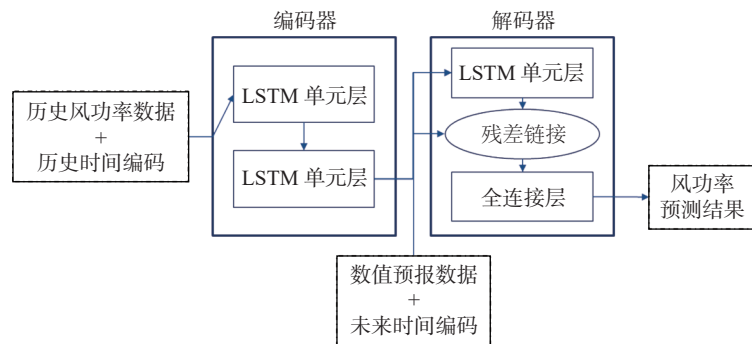 编码器
解码器
LSTM 单元层
LSTM 单元层
历史风功率数据
+
历史时间编码
LSTM 单元层
残差链接
全连接层
风功率
预测结果
数值预报数据
+
未来时间编码